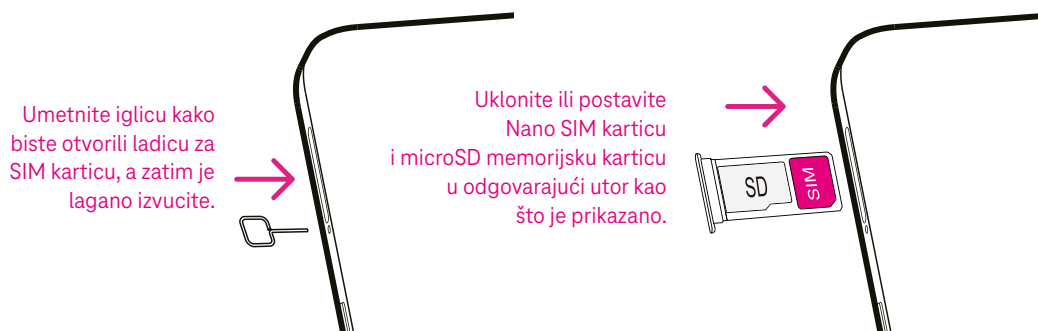 Umetnite iglicu kako
biste otvorili ladicu za
SIM karticu, a zatim je
lagano izvucite.
Uklonite ili postavite
Nano SIM karticu
i microSD memorijsku karticu
u odgovarajući utor kao
što je prikazano.
SD
SIM